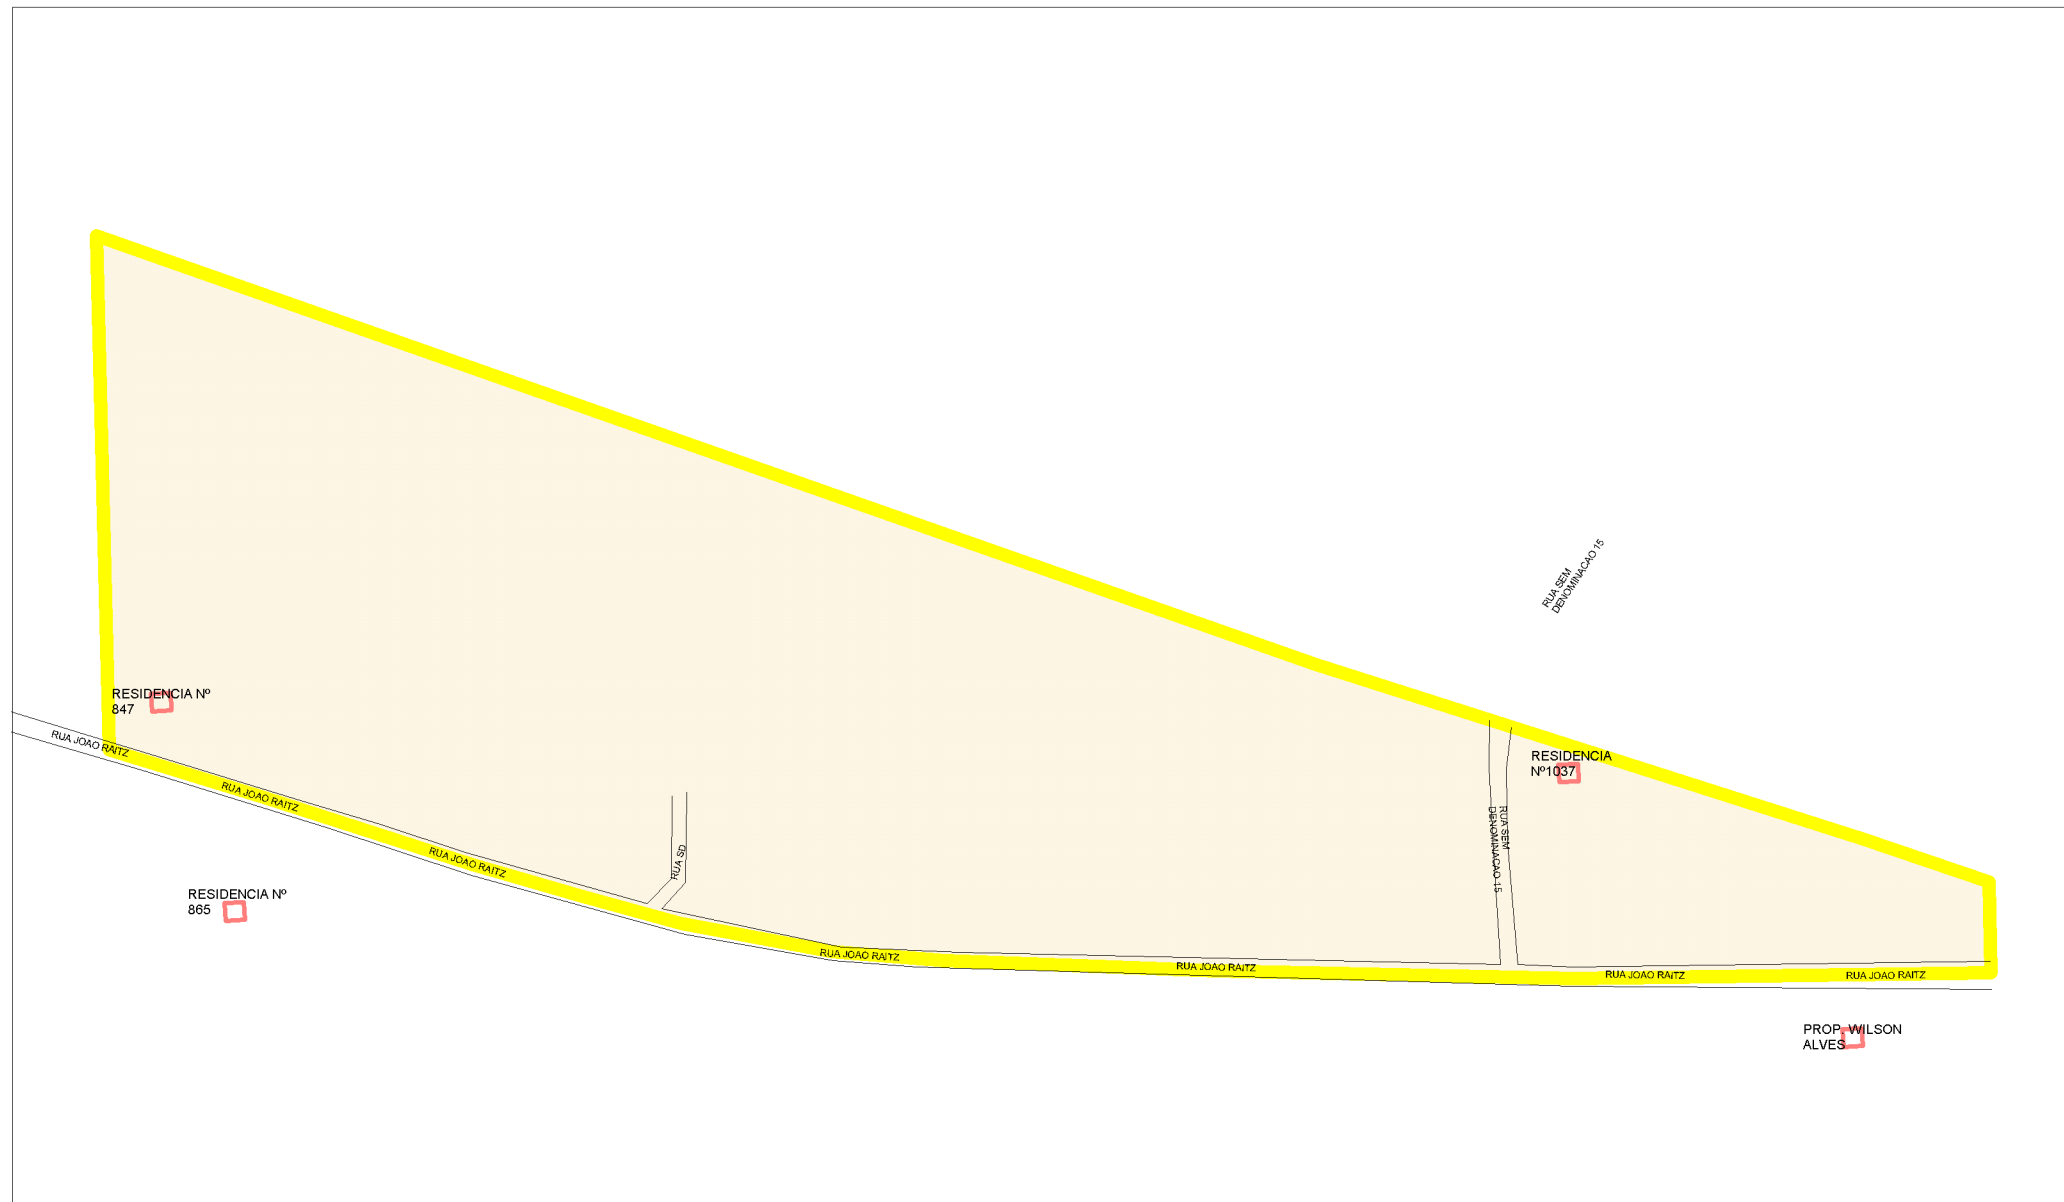 RUA SEM
DENOMINACAO 15
RESIDENCIA Nº
847
RUA JOAO RAITZ
RUA JOAO RAITZ
RESIDENCIA
Nº1037
RUA SEM
DENOMINACAO 15
RUA JOAO RAITZ
RUA SD
RESIDENCIA Nº
865
RUA JOAO RAITZ
RUA JOAO RAITZ
RUA JOAO RAITZ
RUA JOAO RAITZ
PROP. WILSON
ALVES